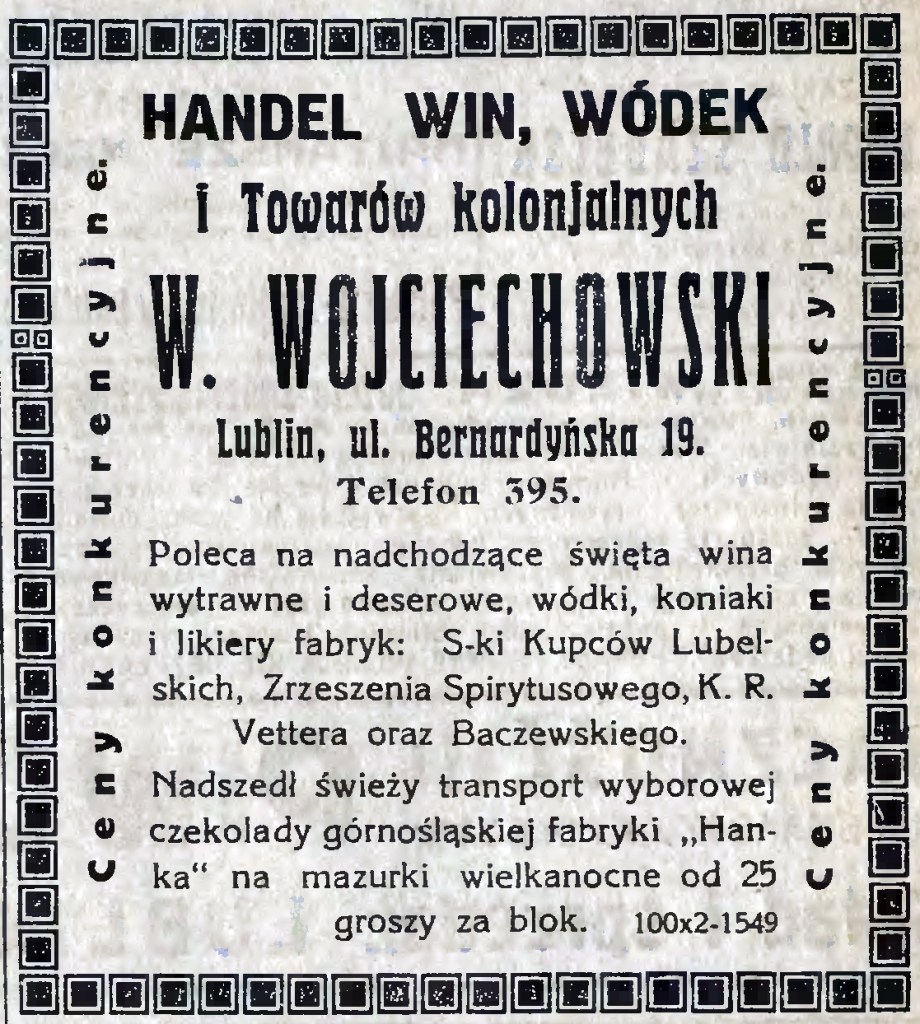 HANDEL WIN, WÓDEK
i Towarów kolonjalnych
W. WOJCIECHOWSKI
Lublin, ul. Bernardyńska 19.
Telefon 395.
Poleca na nadchodzące święta wina
wytrawne i deserowe, wódki, koniaki
i likiery fabryk: S-ki Kupców Lubel-
skich, Zrzeszenia Spirytusowego, K. R.
Vettera oraz Baczewskiego.
Nadszedł świeży transport wyborowej
czekolady górnośląskiej fabryki „Han-
ka“ na mazurki wielkanocne od 25
groszy za blok. 100x2-1549
Ceny konkurencyjne.
Ceny konkurencyjne.